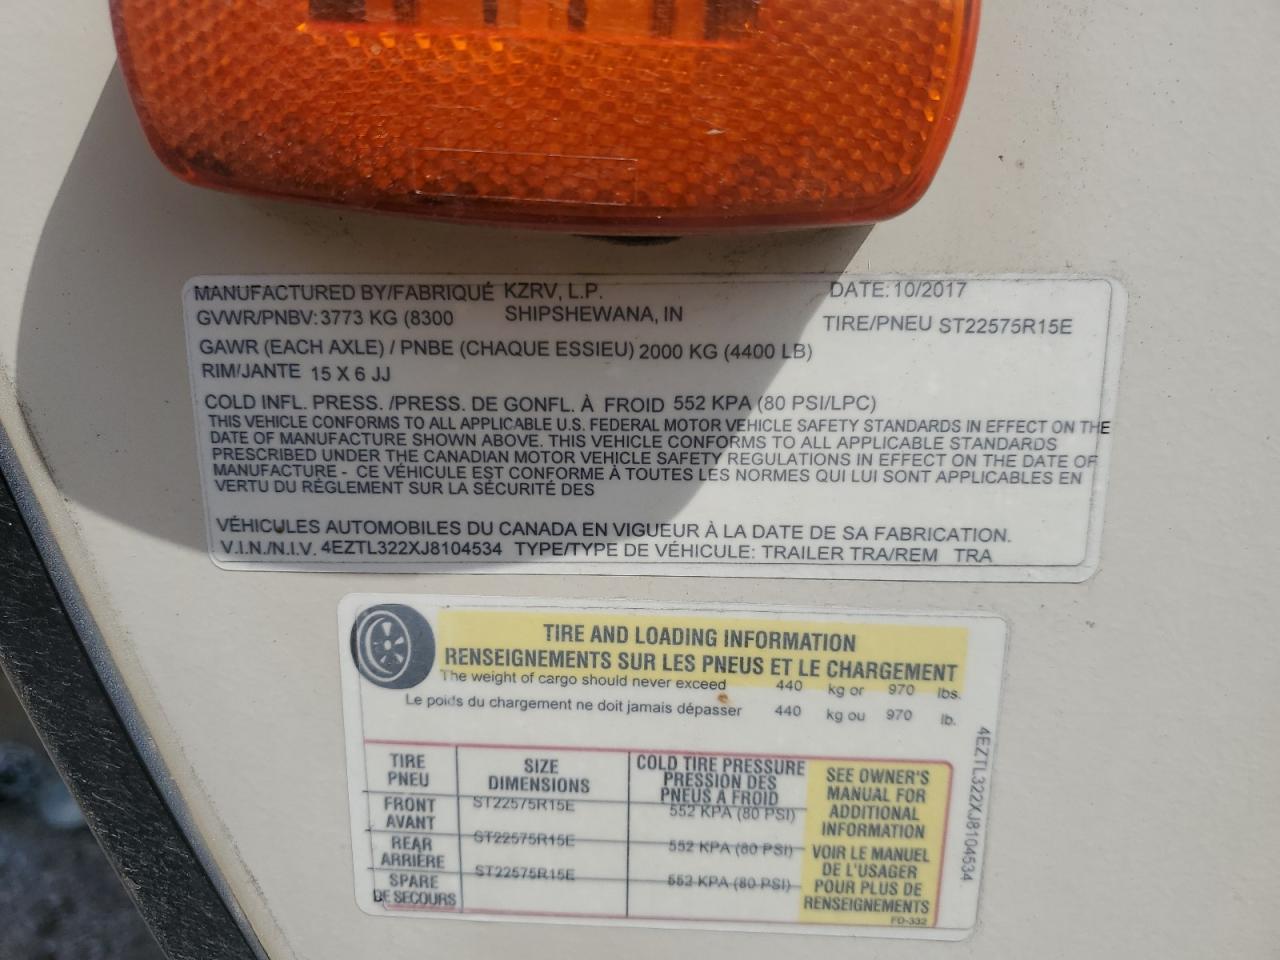 MANUFACTURED BY/FABRIQUÉ KZRV, L.P. DATE: 10/2017
GVWR/PNBV: 3773 KG (8300 SHIPSHEWANA, IN TIRE/PNEU ST22575R15E
GAWR (EACH AXLE) / PNBE (CHAQUE ESSIEU) 2000 KG (4400 LB)
RIM/JANTE 15 X 6 JJ
COLD INFL. PRESS. /PRESS. DE GONFL. À FROID 552 KPA (80 PSI/LPC)
THIS VEHICLE CONFORMS TO ALL APPLICABLE U.S. FEDERAL MOTOR VEHICLE SAFETY STANDARDS IN EFFECT ON THE
DATE OF MANUFACTURE SHOWN ABOVE. THIS VEHICLE CONFORMS TO ALL APPLICABLE STANDARDS
PRESCRIBED UNDER THE CANADIAN MOTOR VEHICLE SAFETY REGULATIONS IN EFFECT ON THE DATE OF
MANUFACTURE - CE VÉHICULE EST CONFORME À TOUTES LES NORMES QUI LUI SONT APPLICABLES EN
VERTU DU RÈGLEMENT SUR LA SÉCURITÉ DES
VÉHICULES AUTOMOBILES DU CANADA EN VIGUEUR À LA DATE DE SA FABRICATION.
V.I.N./N.I.V. 4EZTL322XJ8104534 TYPE/TYPE DE VÉHICULE: TRAILER TRA/REM TRA
TIRE AND LOADING INFORMATION
RENSEIGNEMENTS SUR LES PNEUS ET LE CHARGEMENT
The weight of cargo should never exceed 440 kg or 970 lbs.
Le poids du chargement ne doit jamais dépasser 440 kg ou 970 lb.
TIRE
PNEU
SIZE
DIMENSIONS
COLD TIRE PRESSURE
PRESSION DES
PNEUS A FROID
FRONT
AVANT
ST22575R15E
552 KPA (80 PSI)
REAR
ARRIÈRE
ST22575R15E
552 KPA (80 PSI)
SPARE
DE SECOURS
ST22575R15E
552 KPA (80 PSI)
SEE OWNER'S
MANUAL FOR
ADDITIONAL
INFORMATION
VOIR LE MANUEL
DE L'USAGER
POUR PLUS DE
RENSEIGNEMENTS
FD-332
4EZTL322XJ8104534